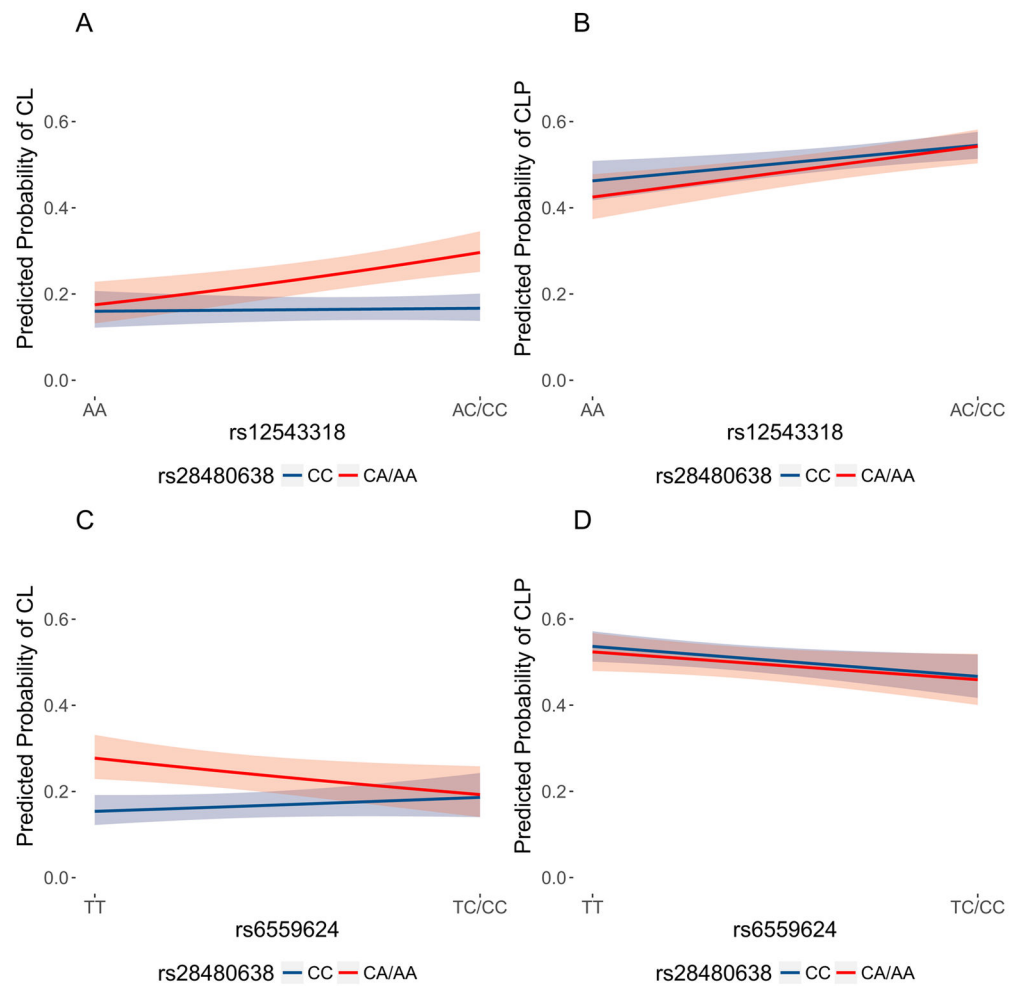 A
Predicted Probability of CL
0.6
0.4
0.2
0.0
AA
AC/CC
rs12543318
rs28480638 CC CA/AA
B
Predicted Probability of CLP
0.6
0.4
0.2
0.0
AA
AC/CC
rs12543318
rs28480638 CC CA/AA
C
Predicted Probability of CL
0.6
0.4
0.2
0.0
TT
TC/CC
rs6559624
rs28480638 CC CA/AA
D
Predicted Probability of CLP
0.6
0.4
0.2
0.0
TT
TC/CC
rs6559624
rs28480638 CC CA/AA